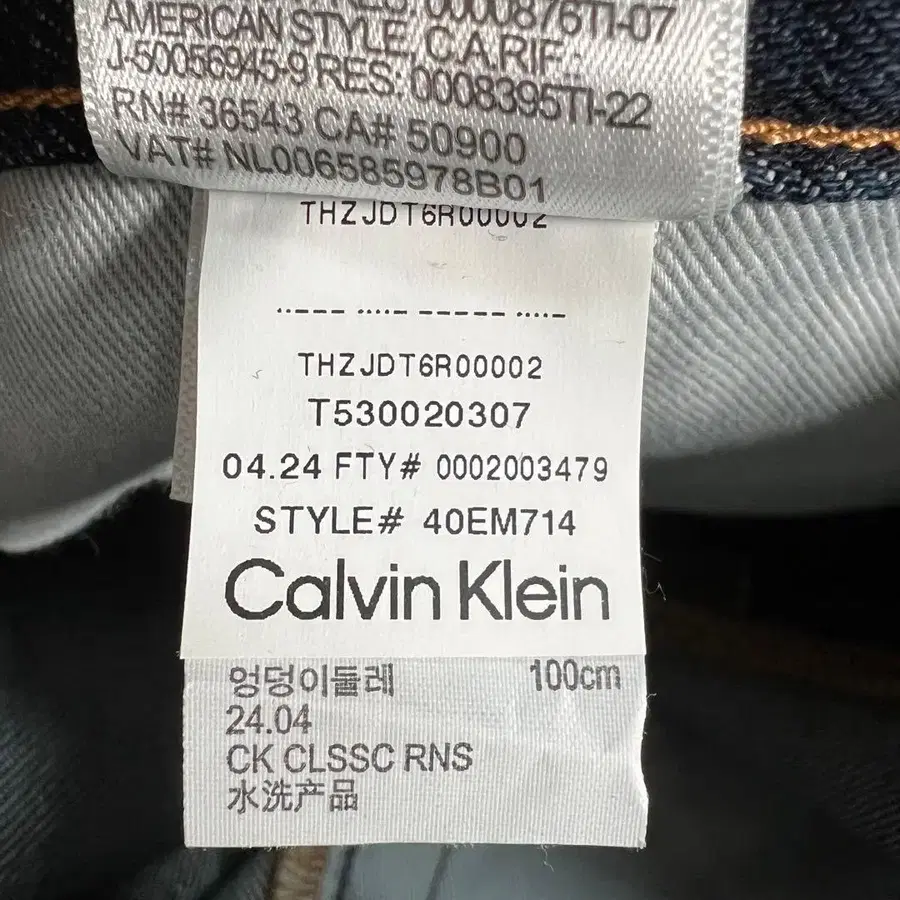 0000876TI-07
AMERICAN STYLE, C.A.RIF.:
J-50056945-9 RES: 0008395TI-22
RN# 36543 CA# 50900
VAT# NL006585978B01
THZJDT6R00002
THZJDT6R00002
T530020307
04.24 FTY# 0002003479
STYLE# 40EM714
Calvin Klein
엉덩이둘레 100cm
24.04
CK CLSSC RNS
水洗产品